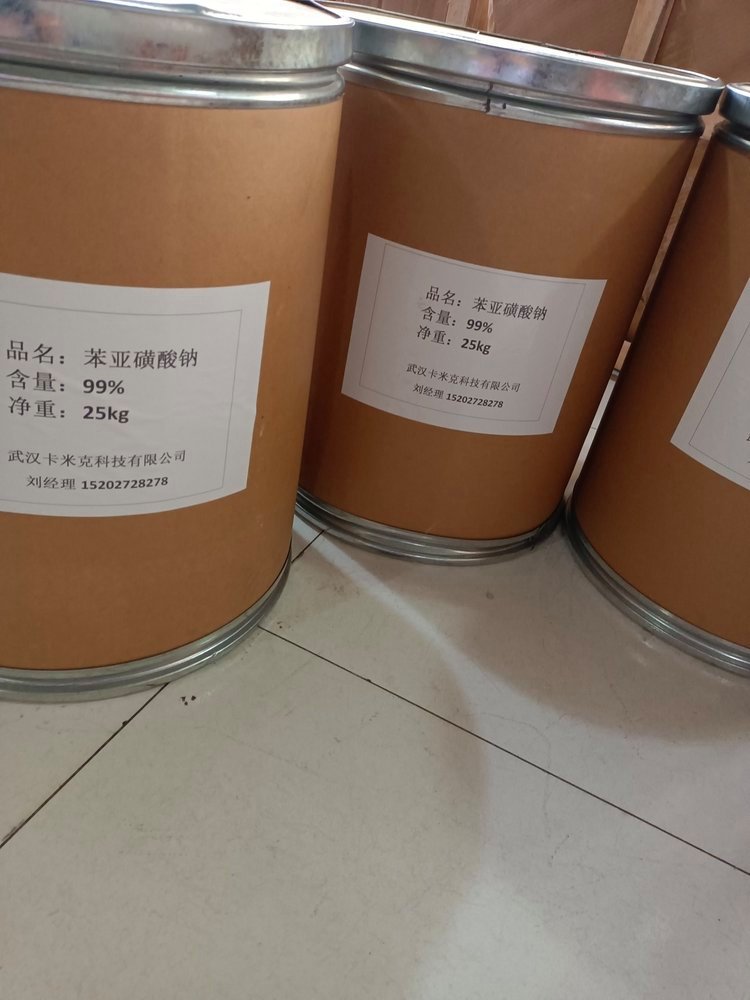 品名：苯亚磺酸钠
含量：99%
净重：25kg
武汉卡米克科技有限公司
刘经理 15202728278
品名：苯亚磺酸钠
含量：99%
净重：25kg
武汉卡米克科技有限公司
刘经理 15202728278